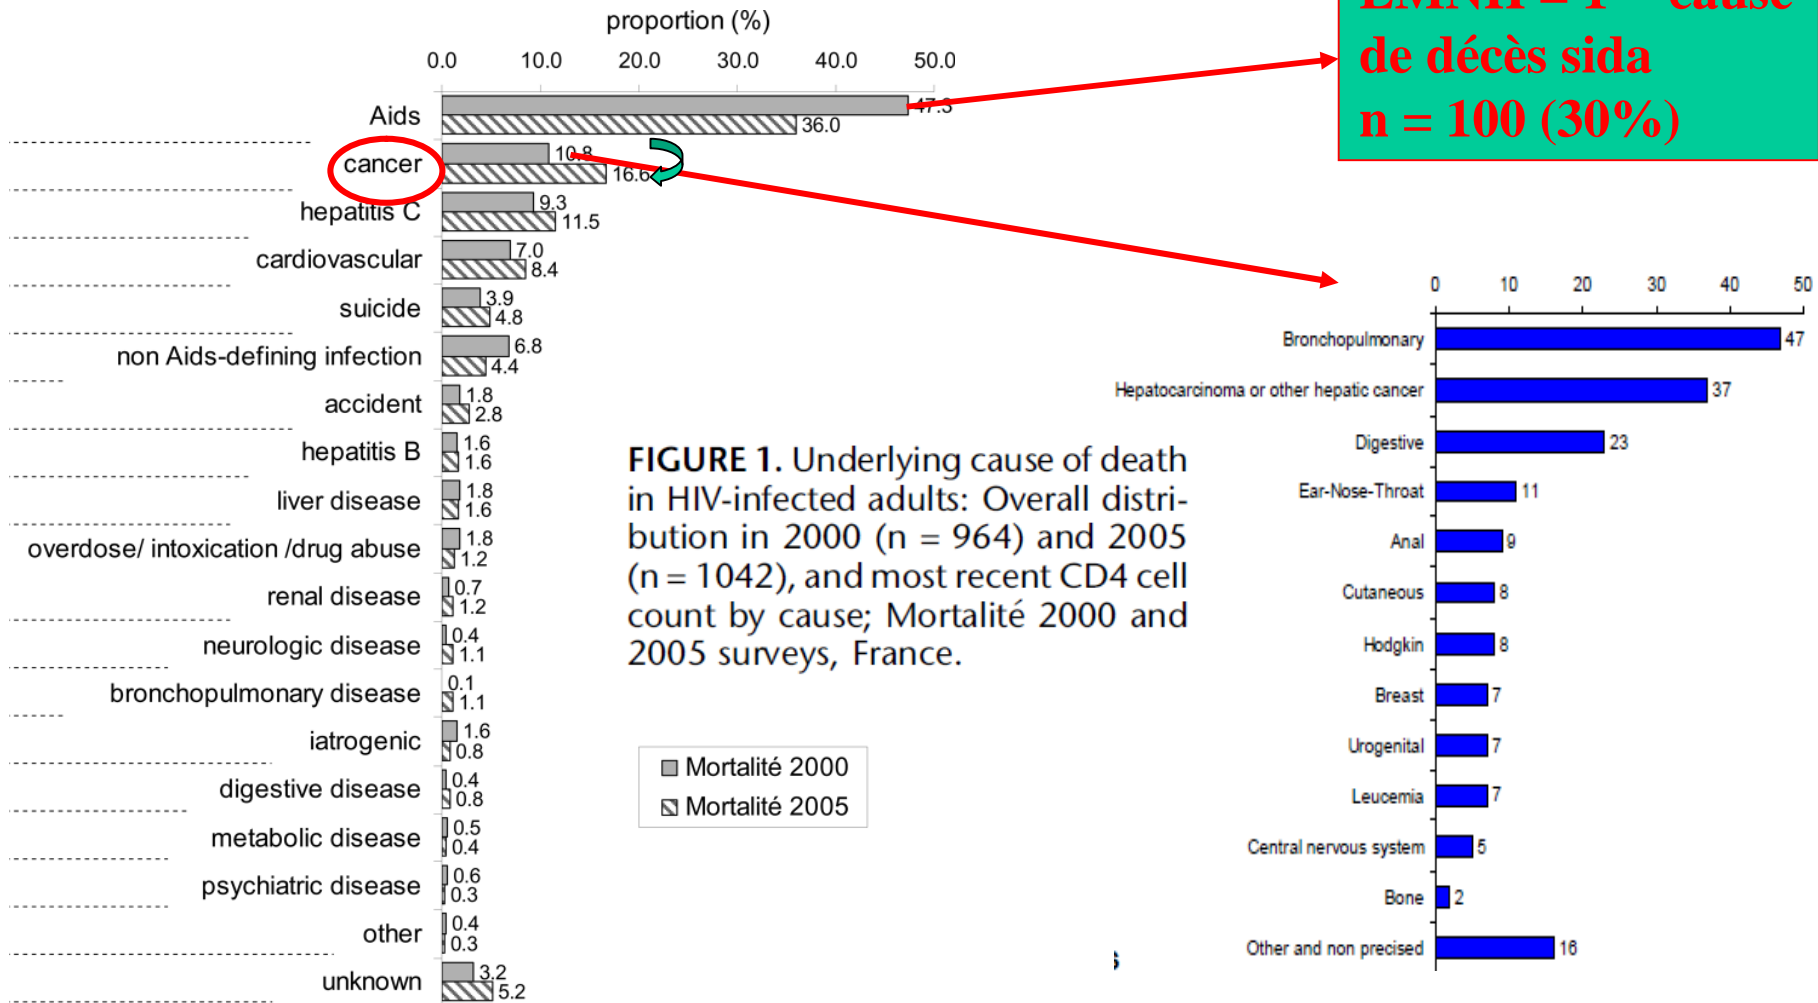 proportion (%)
0.0 10.0 20.0 30.0 40.0 50.0
Aids 47.3
36.0
cancer 10.8
16.6
hepatitis C 9.3
11.5
cardiovascular 7.0
8.4
suicide 3.9
4.8
non Aids-defining infection 6.8
4.4
accident 1.8
2.8
hepatitis B 1.6
1.6
liver disease 1.8
1.6
overdose/ intoxication /drug abuse 1.8
1.2
renal disease 0.7
1.2
neurologic disease 0.4
1.1
bronchopulmonary disease 0.1
1.1
iatrogenic 1.6
0.8
digestive disease 0.4
0.8
metabolic disease 0.5
0.4
psychiatric disease 0.6
0.3
other 0.4
0.3
unknown 3.2
5.2
FIGURE 1. Underlying cause of death
in HIV-infected adults: Overall distri-
bution in 2000 (n = 964) and 2005
(n = 1042), and most recent CD4 cell
count by cause; Mortalité 2000 and
2005 surveys, France.
Mortalité 2000
Mortalité 2005
cause
de décès sida
n = 100 (30%)
0 10 20 30 40 50
Bronchopulmonary 47
Hepatocarcinoma or other hepatic cancer 37
Digestive 23
Ear-Nose-Throat 11
Anal 9
Cutaneous 8
Hodgkin 8
Breast 7
Urogenital 7
Leucemia 7
Central nervous system 5
Bone 2
Other and non precised 16